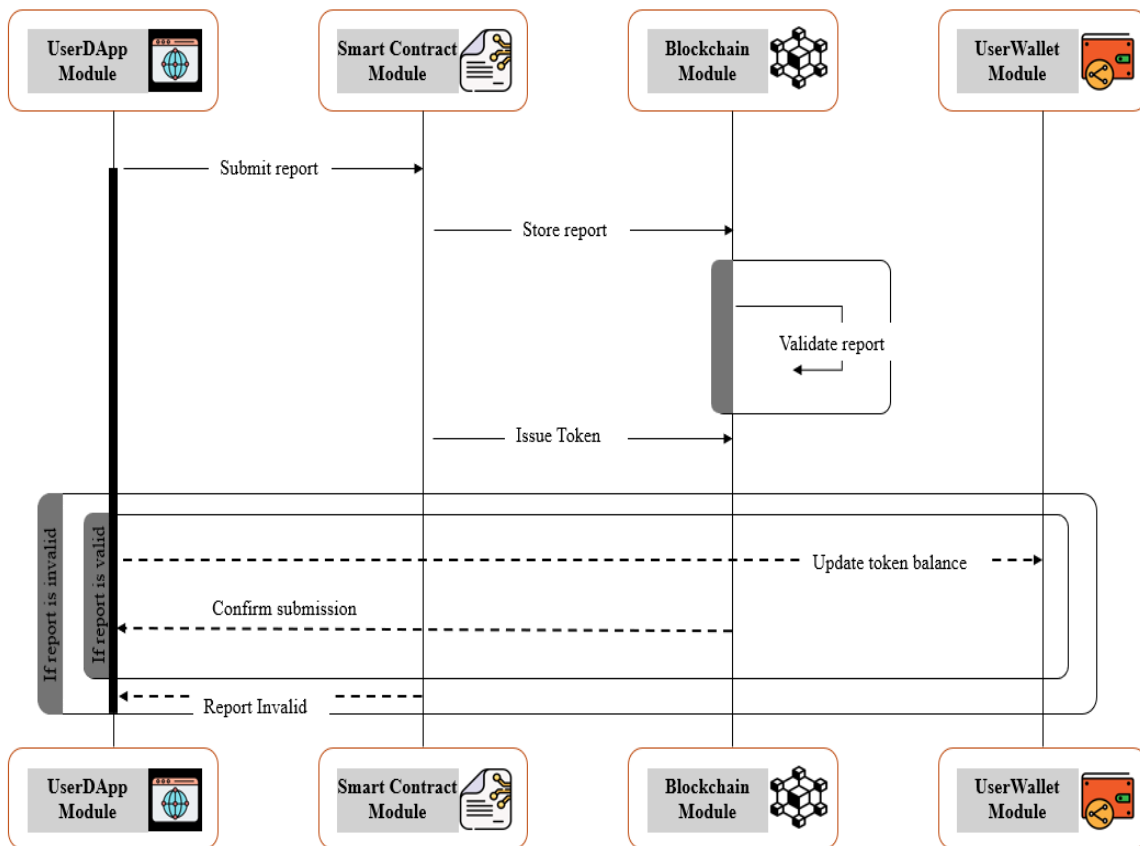 UserDApp
Module
Smart Contract
Module
Blockchain
Module
UserWallet
Module
Submit report
Store report
Validate report
Issue Token
If report is invalid
If report is valid
Update token balance
Confirm submission
Report Invalid
UserDApp
Module
Smart Contract
Module
Blockchain
Module
UserWallet
Module